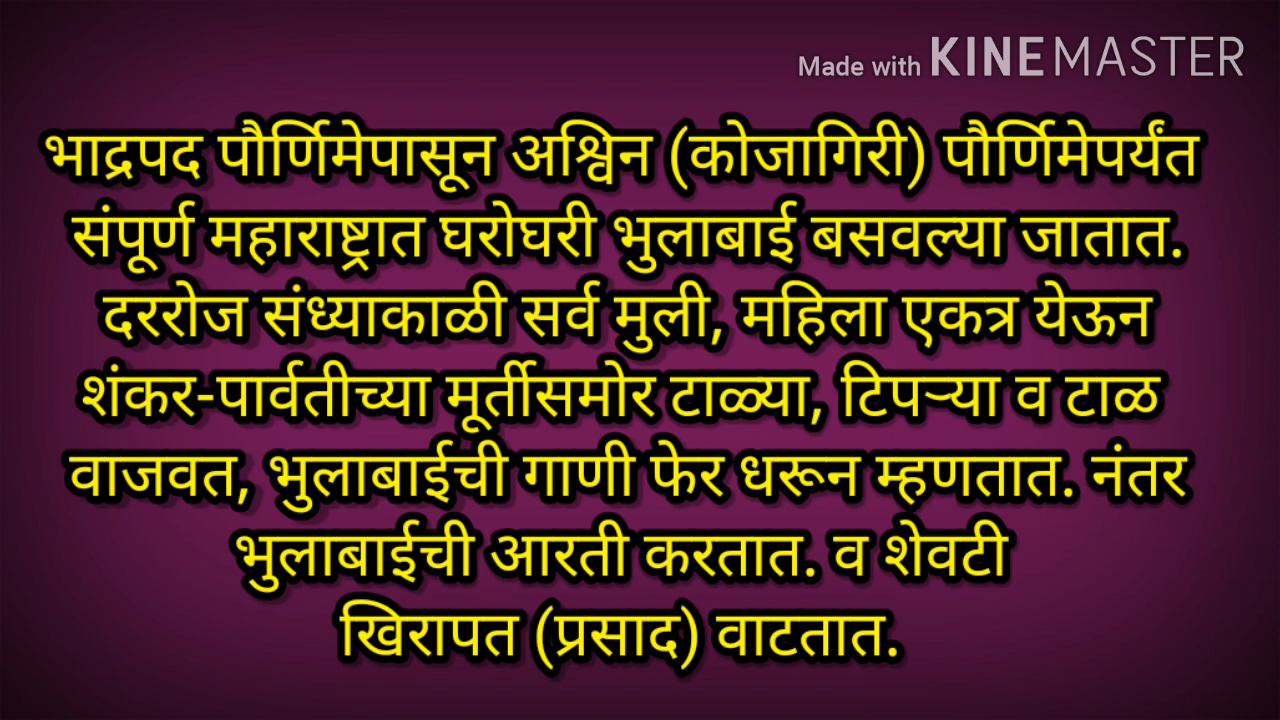 Made with KINEMASTER
भाद्रपद पौर्णिमेपासून अश्विन (कोजागिरी) पौर्णिमेपर्यंत
संपूर्ण महाराष्ट्रात घरोघरी भुलाबाई बसवल्या जातात.
दररोज संध्याकाळी सर्व मुली, महिला एकत्र येऊन
शंकर-पार्वतीच्या मूर्तीसमोर टाळ्या, टिपऱ्या व टाळ
वाजवत, भुलाबाईची गाणी फेर धरून म्हणतात. नंतर
भुलाबाईची आरती करतात. व शेवटी
खिरापत (प्रसाद) वाटतात.